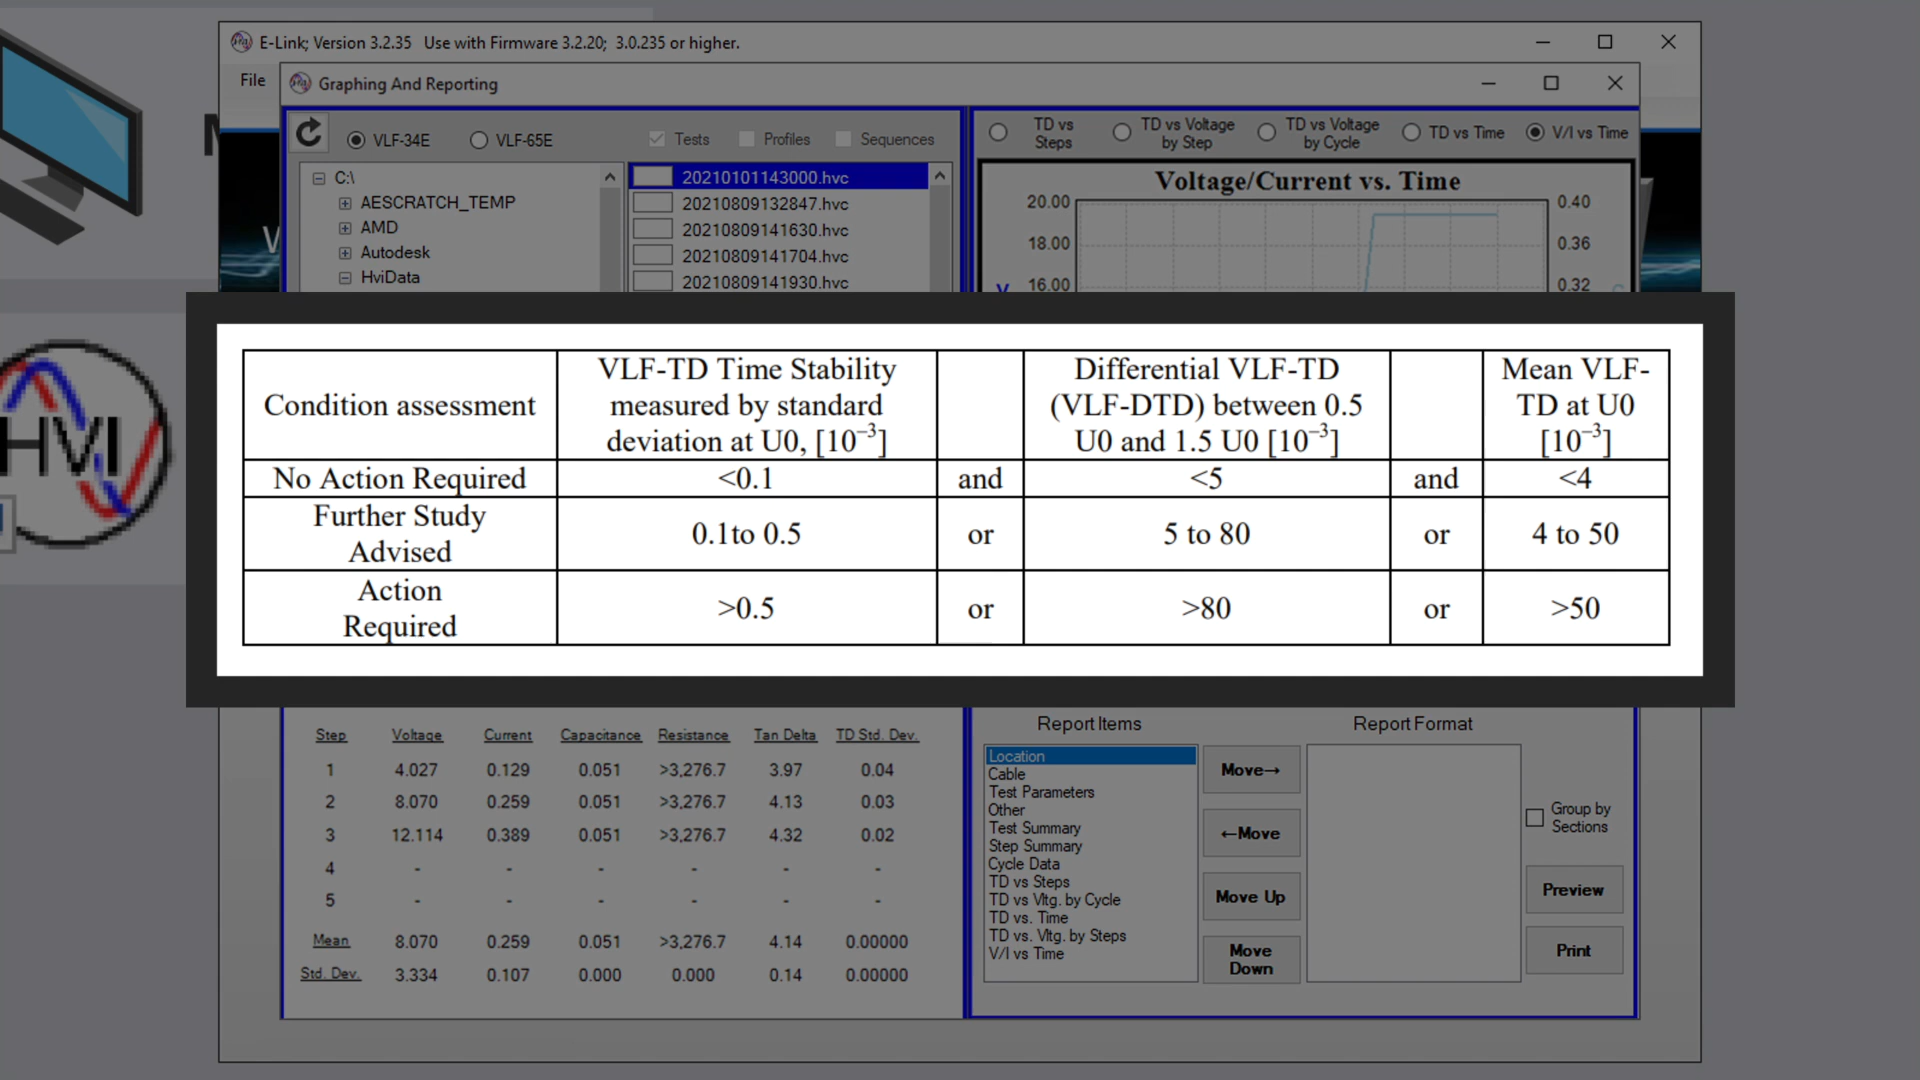 E-Link; Version 3.2.35 Use with Firmware 3.2.20; 3.0.235 or higher.
File
Graphing And Reporting
VLF-34E
VLF-65E
Tests
Profiles
Sequences
C:\
AESCRATCH_TEMP
AMD
Autodesk
HviData
20210101143000.hvc
20210809132847.hvc
20210809141630.hvc
20210809141704.hvc
20210809141930.hvc
TD vs
Steps
TD vs Voltage
by Step
TD vs Voltage
by Cycle
TD vs Time
V/I vs Time
Voltage/Current vs. Time
20.00
18.00
16.00
0.40
0.36
0.32
HVI
Condition assessment
VLF-TD Time Stability
measured by standard
deviation at U0, [10⁻³]
Differential VLF-TD
(VLF-DTD) between 0.5
U0 and 1.5 U0 [10⁻³]
Mean VLF-
TD at U0
[10⁻³]
No Action Required <0.1 and <5 and <4
Further Study
Advised
0.1to 0.5 or 5 to 80 or 4 to 50
Action
Required
>0.5 or >80 or >50
Step Voltage Current Capacitance Resistance Tan Delta TD Std. Dev.
1 4.027 0.129 0.051 >3,276.7 3.97 0.04
2 8.070 0.259 0.051 >3,276.7 4.13 0.03
3 12.114 0.389 0.051 >3,276.7 4.32 0.02
4 - - - - - -
5 - - - - - -
Mean 8.070 0.259 0.051 >3,276.7 4.14 0.00000
Std. Dev. 3.334 0.107 0.000 0.000 0.14 0.00000
Report Items
Location
Cable
Test Parameters
Other
Test Summary
Step Summary
Cycle Data
TD vs Steps
TD vs Vltg. by Cycle
TD vs. Time
TD vs. Vltg. by Steps
V/I vs Time
Move→
←Move
Move Up
Move
Down
Report Format
Group by
Sections
Preview
Print